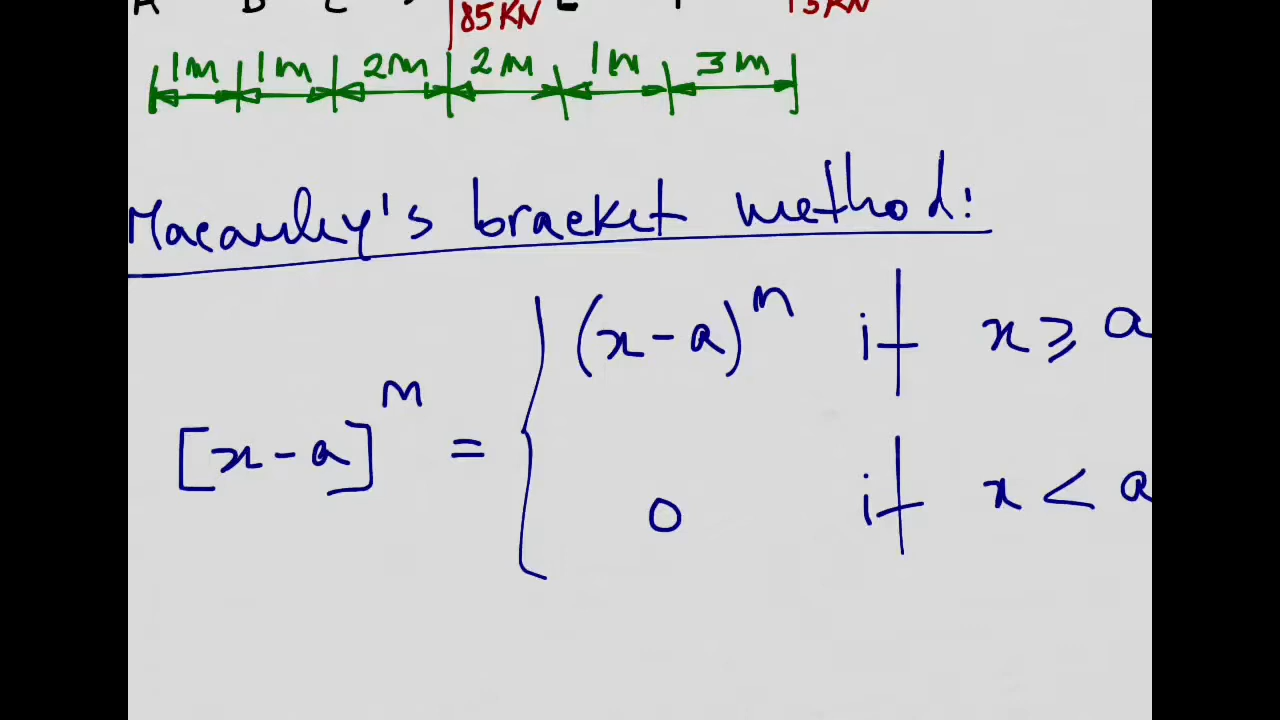 A B C
85KN E 15KN
1m 1m 2m 2m 1m 3m
Macauley's bracket method:
(x-a)^m if x ⩾ a
[x-a]^m =
0 if x < a